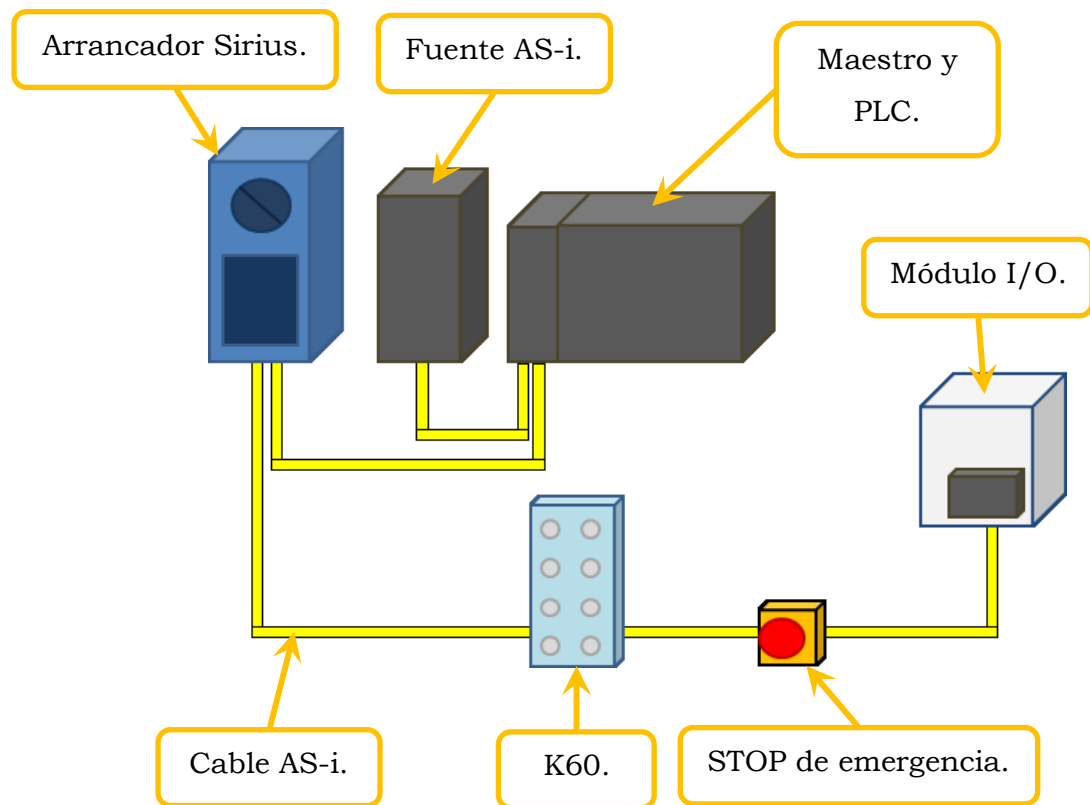 Arrancador Sirius.
Fuente AS-i.
Maestro y
PLC.
Módulo I/O.
Cable AS-i.
K60.
STOP de emergencia.